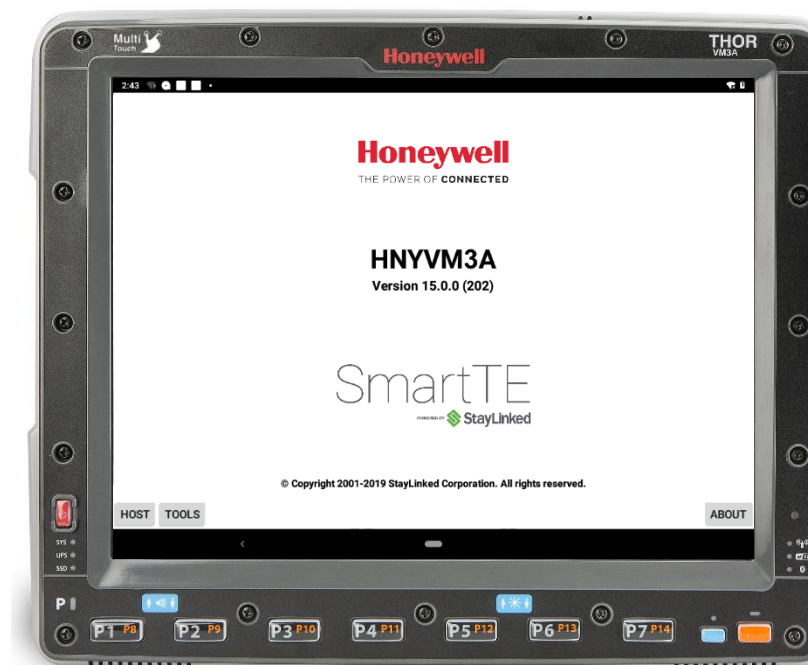 Multi
Touch
Honeywell
THOR
VM3A
2:43
Honeywell
THE POWER OF CONNECTED
HNYVM3A
Version 15.0.0 (202)
SmartTE
POWERED BY StayLinked
© Copyright 2001-2019 StayLinked Corporation. All rights reserved.
HOST TOOLS ABOUT
SYS
UPS
SSD
P
P1 P8 P2 P9 P3 P10 P4 P11 P5 P12 P6 P13 P7 P14